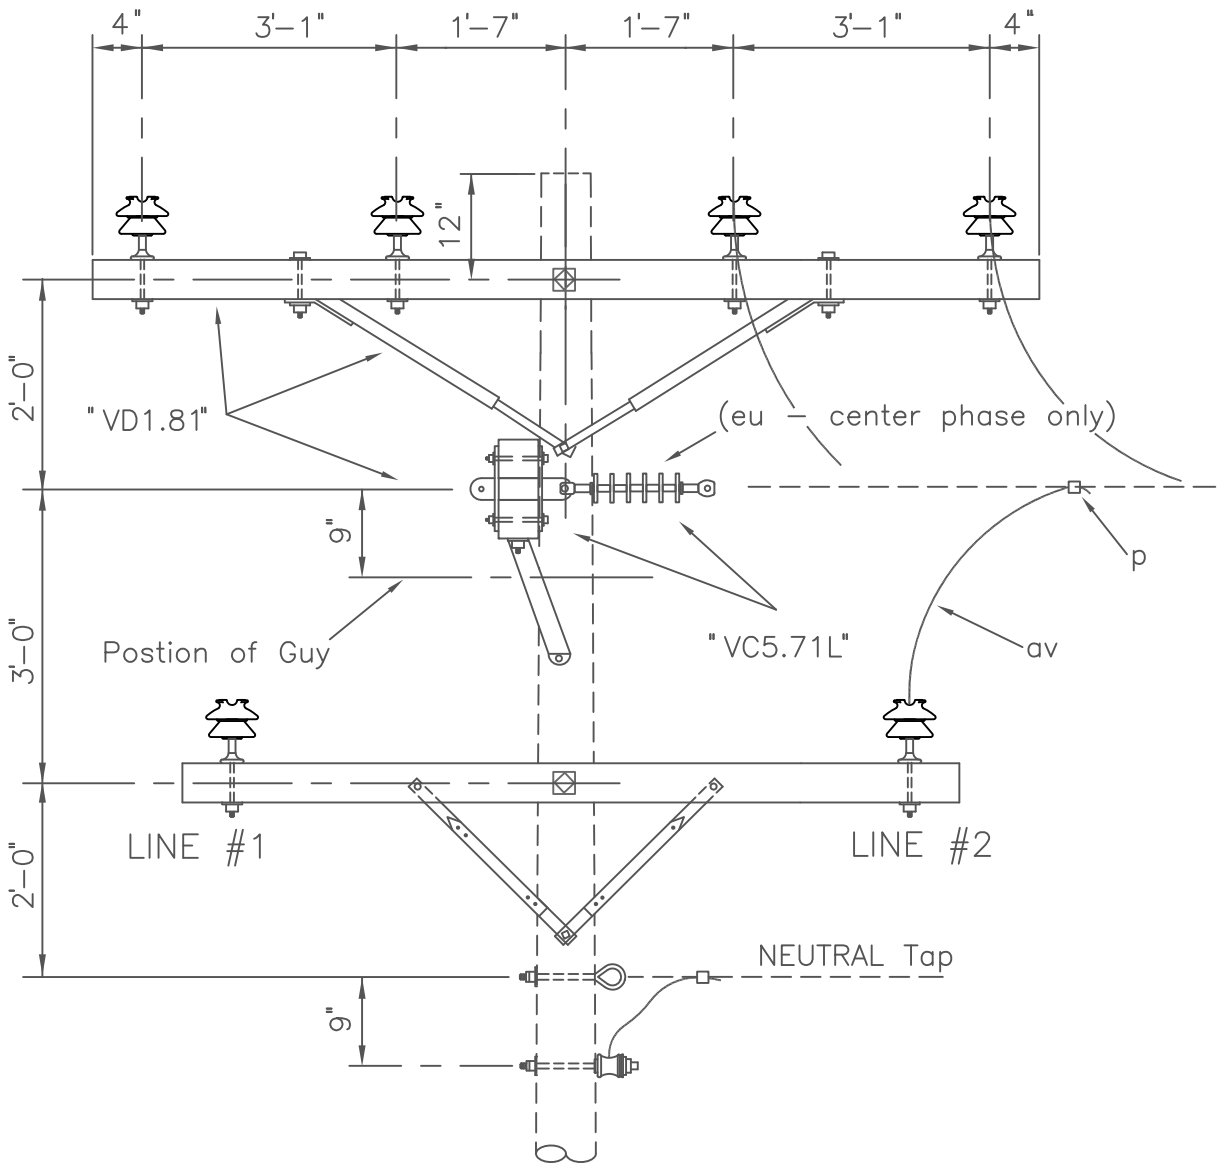 4" 3'-1" 1'-7" 1'-7" 3'-1" 4"
12"
2'-0"
"VD1.81"
(eu - center phase only)
9"
p
3'-0"
Postion of Guy
"VC5.71L"
av
LINE #1
LINE #2
2'-0"
NEUTRAL Tap
9"